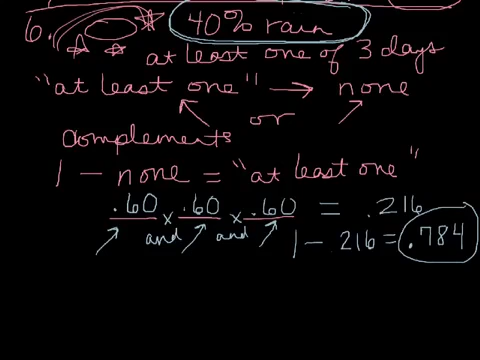 6. 40% rain
at least one of 3 days
"at least one" → none
or
complements
1 - none = "at least one"
.60 x .60 x .60 = .216
and and 1 - 216 = .784